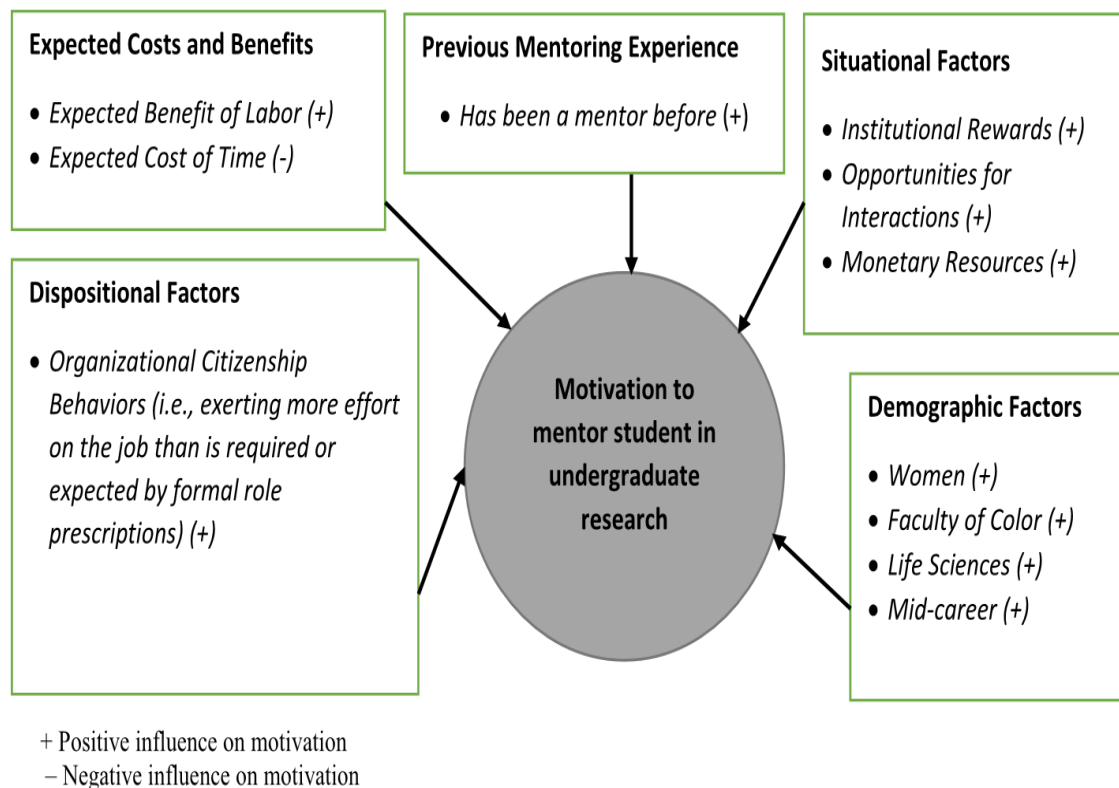 Expected Costs and Benefits
• Expected Benefit of Labor (+)
• Expected Cost of Time (-)
Previous Mentoring Experience
• Has been a mentor before (+)
Situational Factors
• Institutional Rewards (+)
• Opportunities for
Interactions (+)
• Monetary Resources (+)
Dispositional Factors
• Organizational Citizenship
Behaviors (i.e., exerting more effort
on the job than is required or
expected by formal role
prescriptions) (+)
Motivation to
mentor student in
undergraduate
research
Demographic Factors
• Women (+)
• Faculty of Color (+)
• Life Sciences (+)
• Mid-career (+)
+ Positive influence on motivation
– Negative influence on motivation